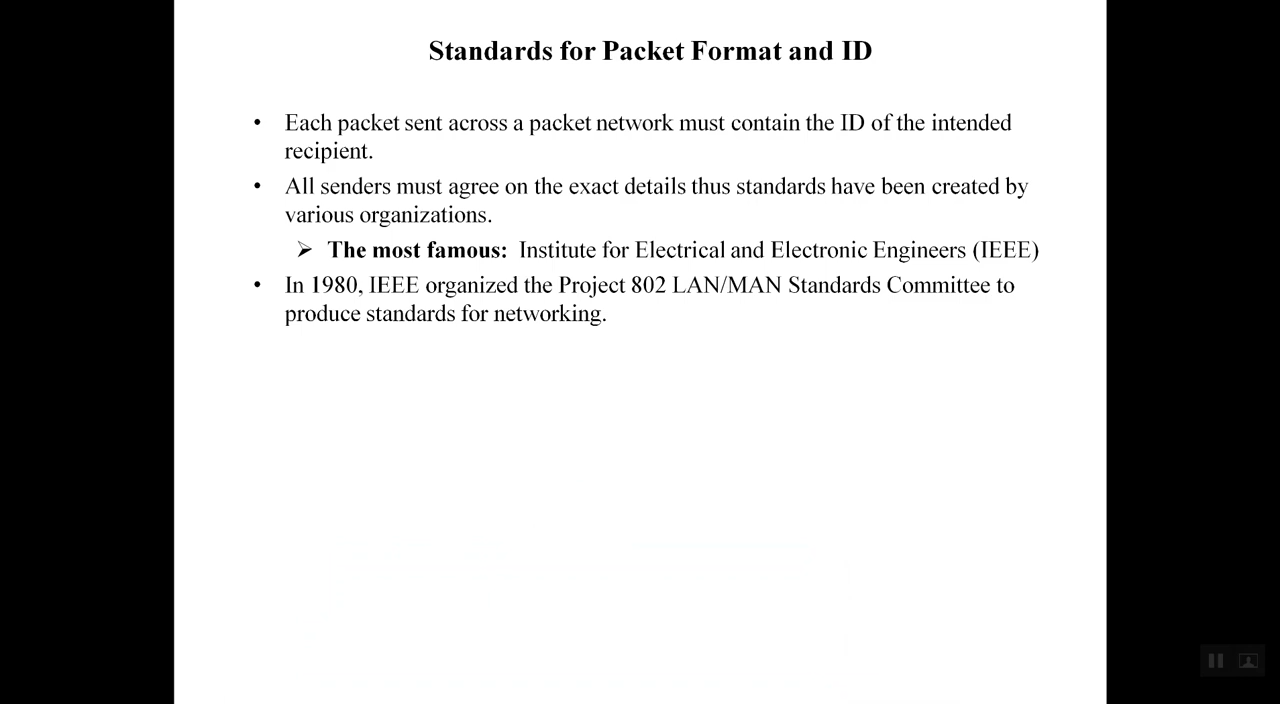 Standards for Packet Format and ID
• Each packet sent across a packet network must contain the ID of the intended
recipient.
• All senders must agree on the exact details thus standards have been created by
various organizations.
➢ The most famous: Institute for Electrical and Electronic Engineers (IEEE)
• In 1980, IEEE organized the Project 802 LAN/MAN Standards Committee to
produce standards for networking.